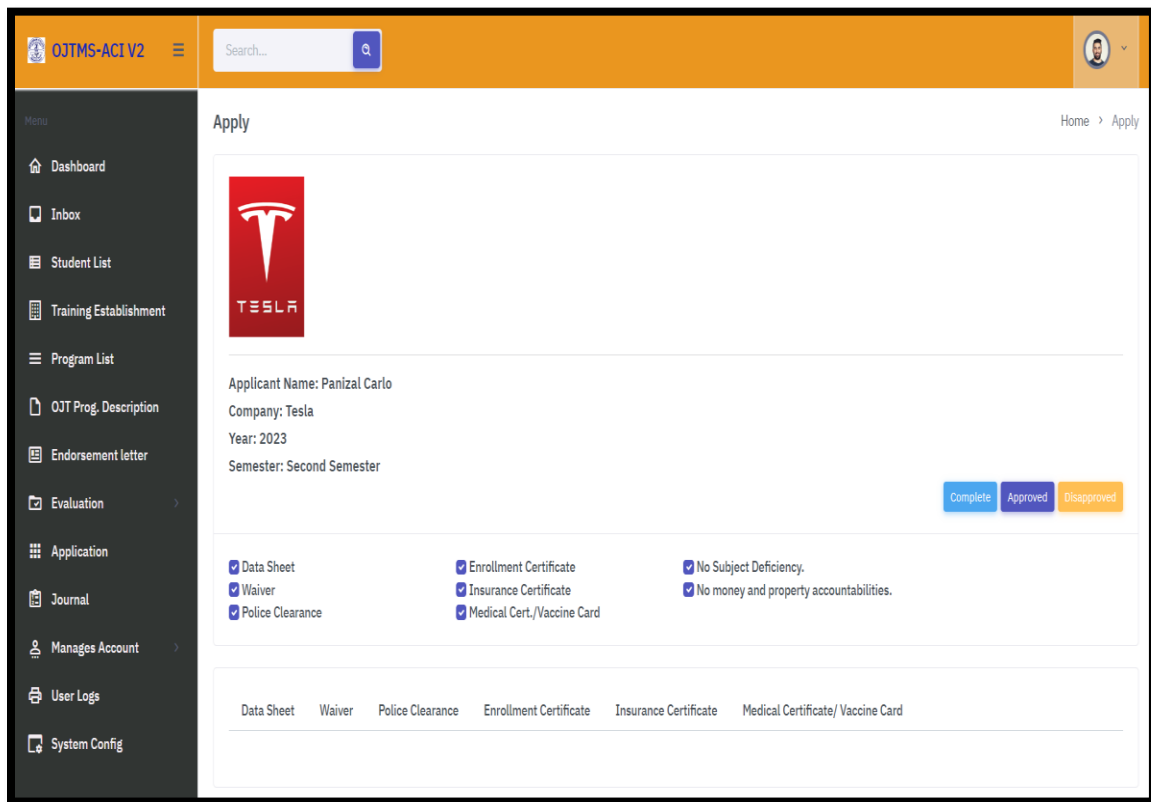 OJTMS-ACI V2
Search...
Menu
Apply
Home > Apply
Dashboard
Inbox
Student List
Training Establishment
Program List
OJT Prog. Description
Endorsement letter
Evaluation
Application
Journal
Manages Account
User Logs
System Config
TESLA
Applicant Name: Panizal Carlo
Company: Tesla
Year: 2023
Semester: Second Semester
Complete Approved Disapproved
Data Sheet Enrollment Certificate No Subject Deficiency.
Waiver Insurance Certificate No money and property accountabilities.
Police Clearance Medical Cert./Vaccine Card
Data Sheet Waiver Police Clearance Enrollment Certificate Insurance Certificate Medical Certificate/ Vaccine Card